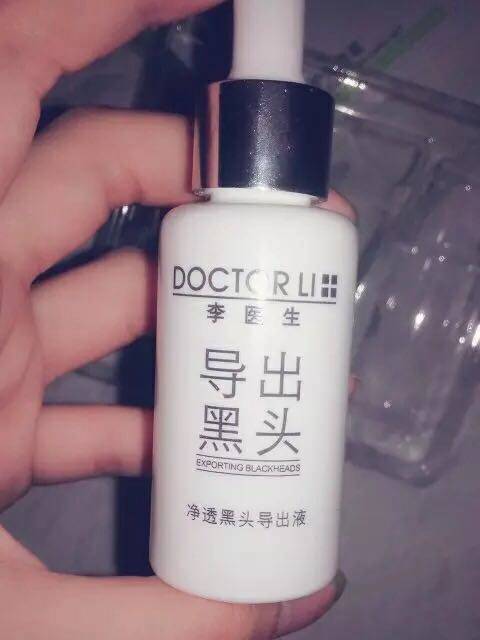 DOCTOR LI
李医生
导出
黑头
EXPORTING BLACKHEADS
净透黑头导出液